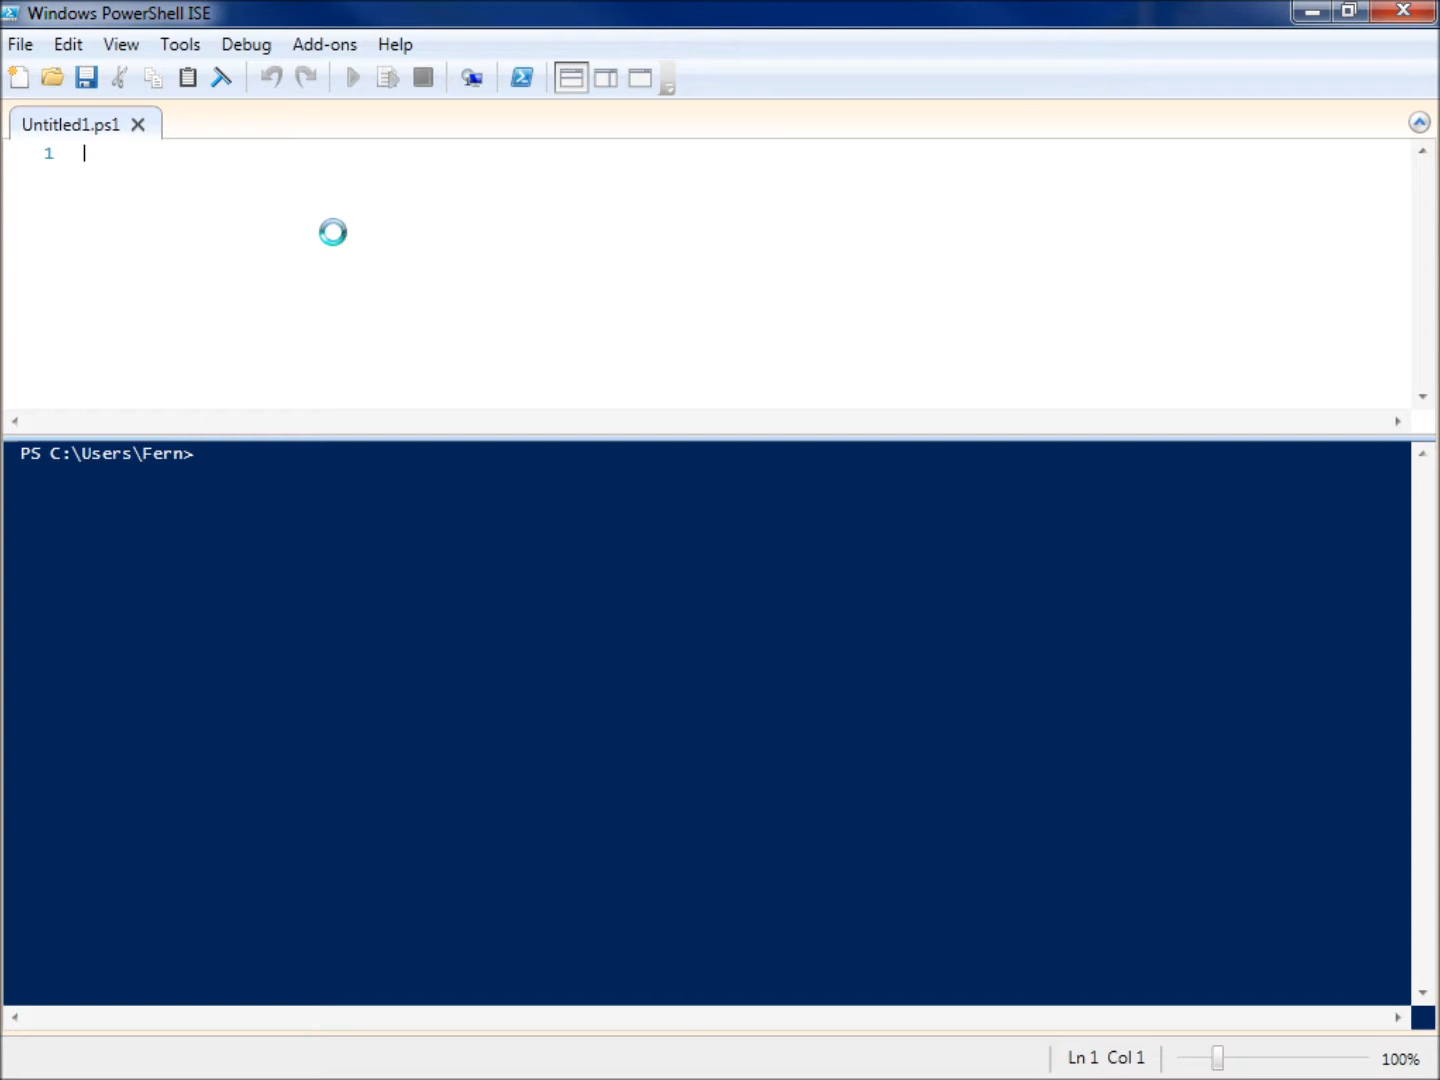 Windows PowerShell ISE
File Edit View Tools Debug Add-ons Help
Untitled1.ps1
1
PS C:\Users\Fern>
Ln 1 Col 1 100%